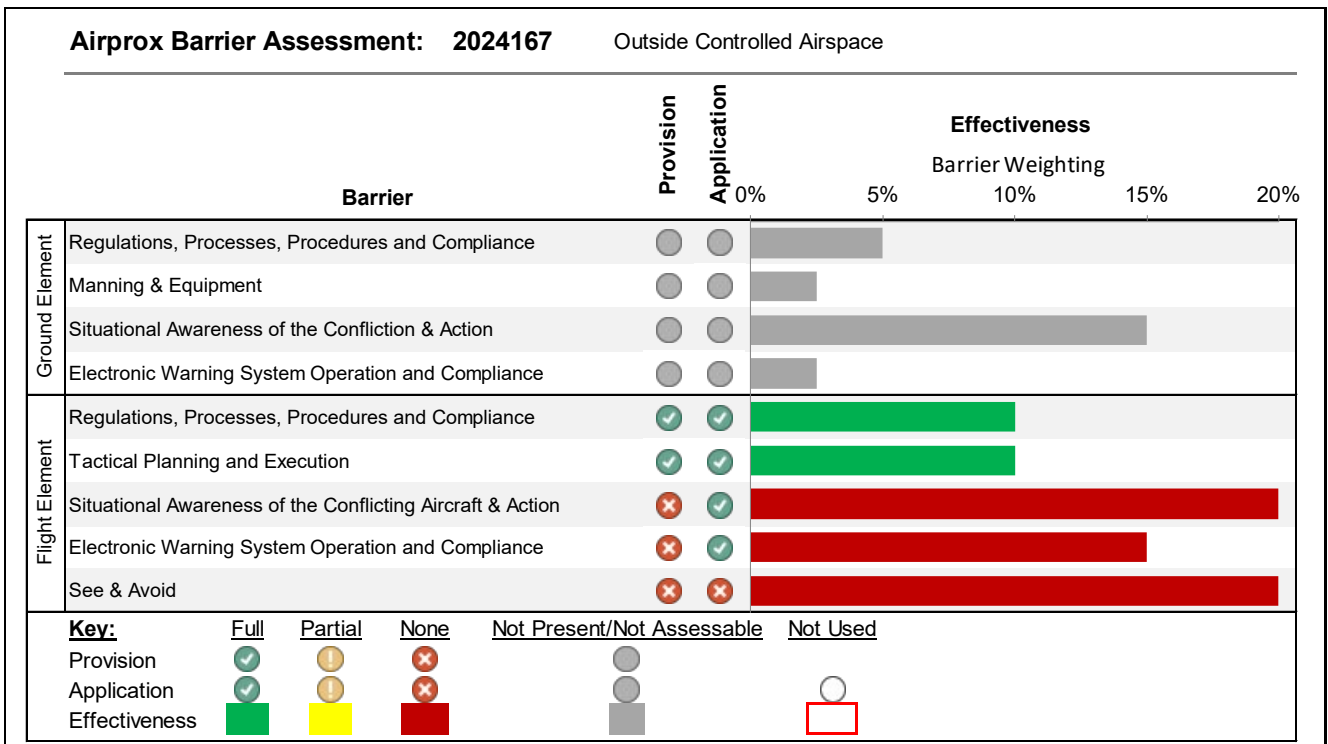 Airprox Barrier Assessment: 2024167 Outside Controlled Airspace
Provision
Application
Effectiveness
Barrier Weighting
Barrier
0% 5% 10% 15% 20%
Ground Element
Regulations, Processes, Procedures and Compliance
Manning & Equipment
Situational Awareness of the Confliction & Action
Electronic Warning System Operation and Compliance
Flight Element
Regulations, Processes, Procedures and Compliance
Tactical Planning and Execution
Situational Awareness of the Conflicting Aircraft & Action
Electronic Warning System Operation and Compliance
See & Avoid
Key: Full Partial None Not Present/Not Assessable Not Used
Provision
Application
Effectiveness